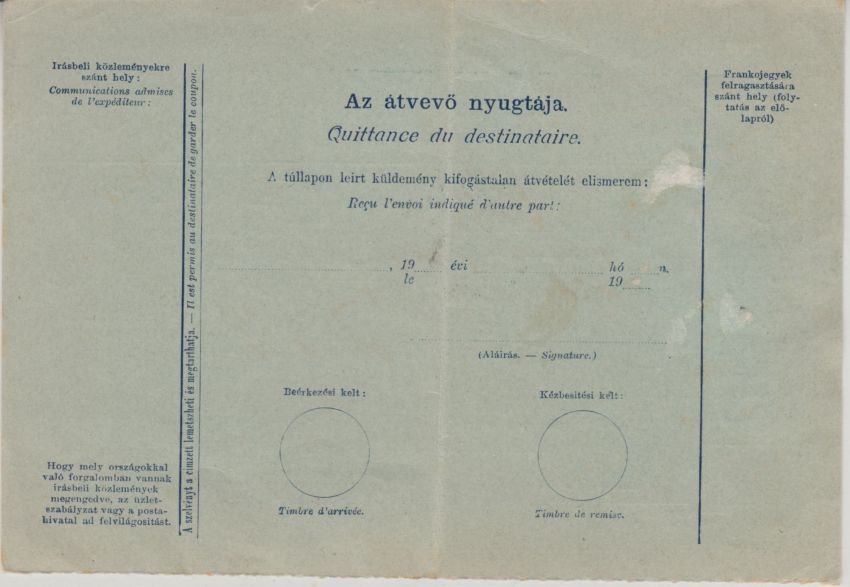 Irásbeli közleményekre
szánt hely :
Communications admises
de l'expéditeur :
Hogy mely országokkal
való forgalomban vannak
irásbeli közlemények
megengedve, az üzlet-
szabályzat vagy a posta-
hivatal ad felvilágositást.
A szelvényt a cimzett lemetszheti és megtarthatja. — Il est permis au destinataire de garder le coupon.
Az átvevő nyugtája.
Quittance du destinataire.
A túllapon leirt küldemény kifogástalan átvételét elismerem :
Reçu l'envoi indiqué d'autre part :
, 19 évi hó n.
le 19
(Aláirás. — Signature.)
Beérkezési kelt :
Timbre d'arrivée.
Kézbesitési kelt :
Timbre de remise.
Frankojegyek
felragasztására
szánt hely (foly-
tatás az elő-
lapról)